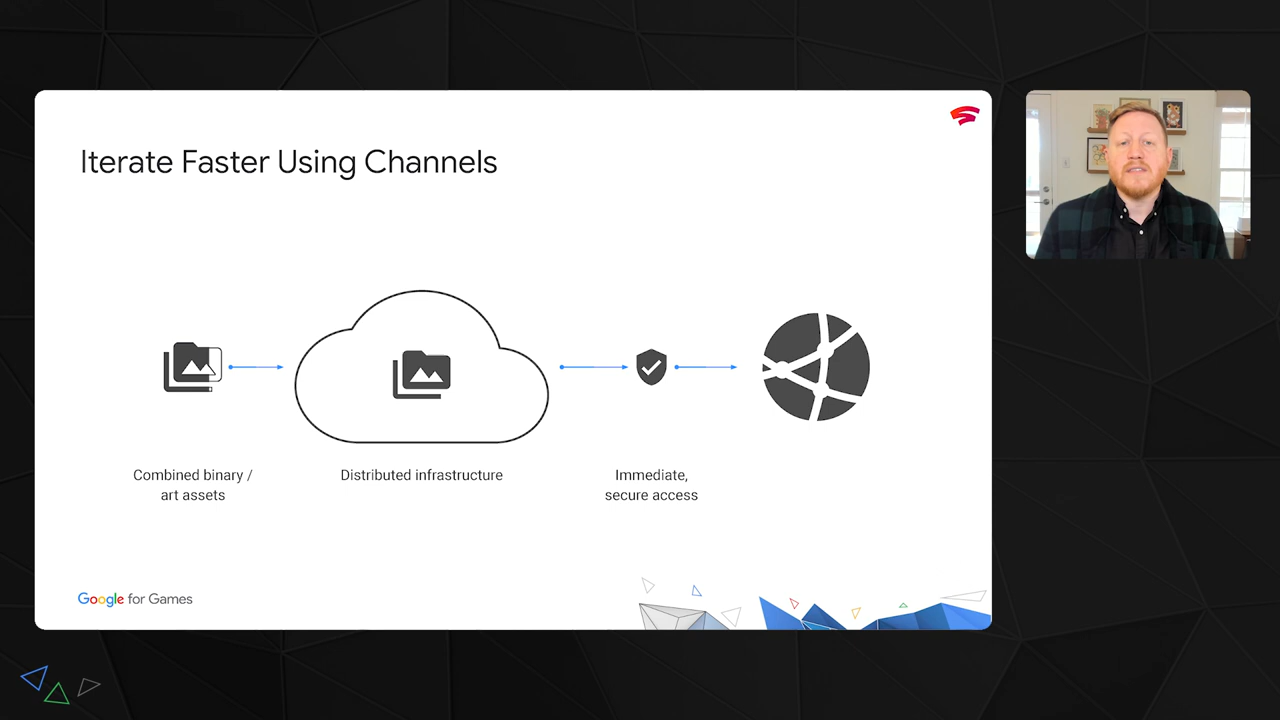 Iterate Faster Using Channels
Combined binary /
art assets
Distributed infrastructure
Immediate,
secure access
Google for Games